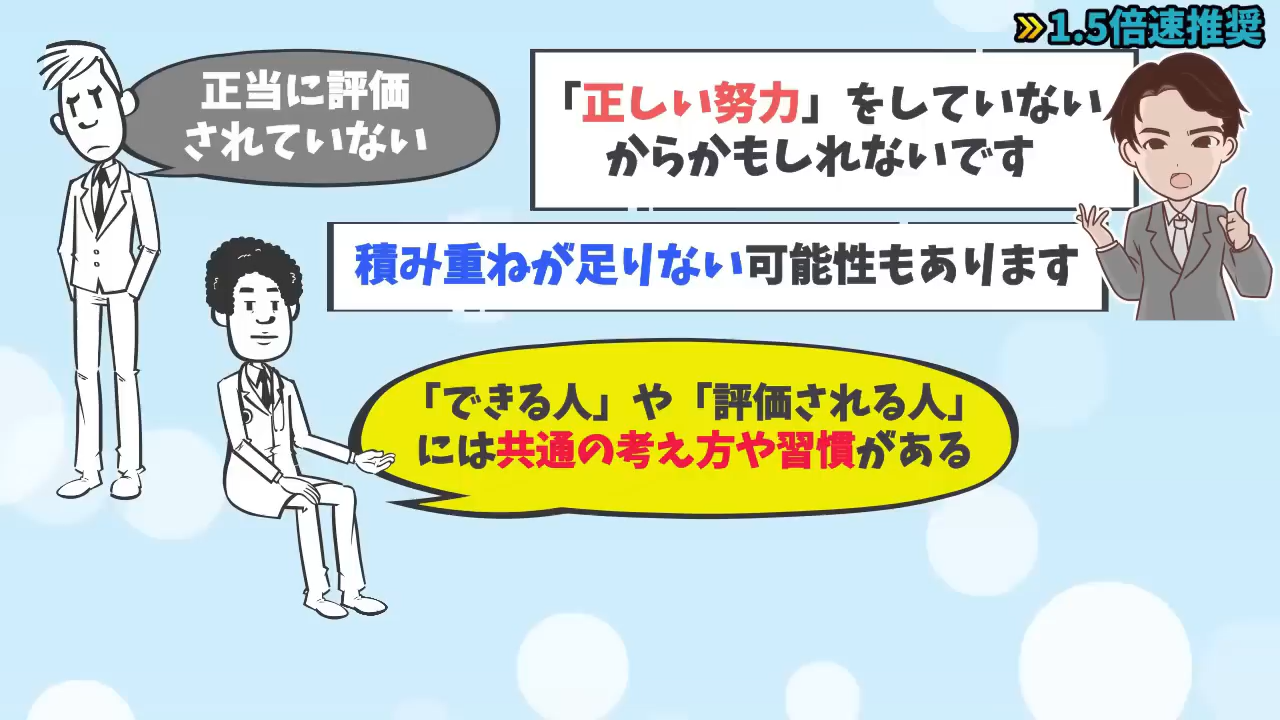 1.5倍速推奨
正当に評価
されていない
「正しい努力」をしていない
からかもしれないです
積み重ねが足りない可能性もあります
「できる人」や「評価される人」
には共通の考え方や習慣がある